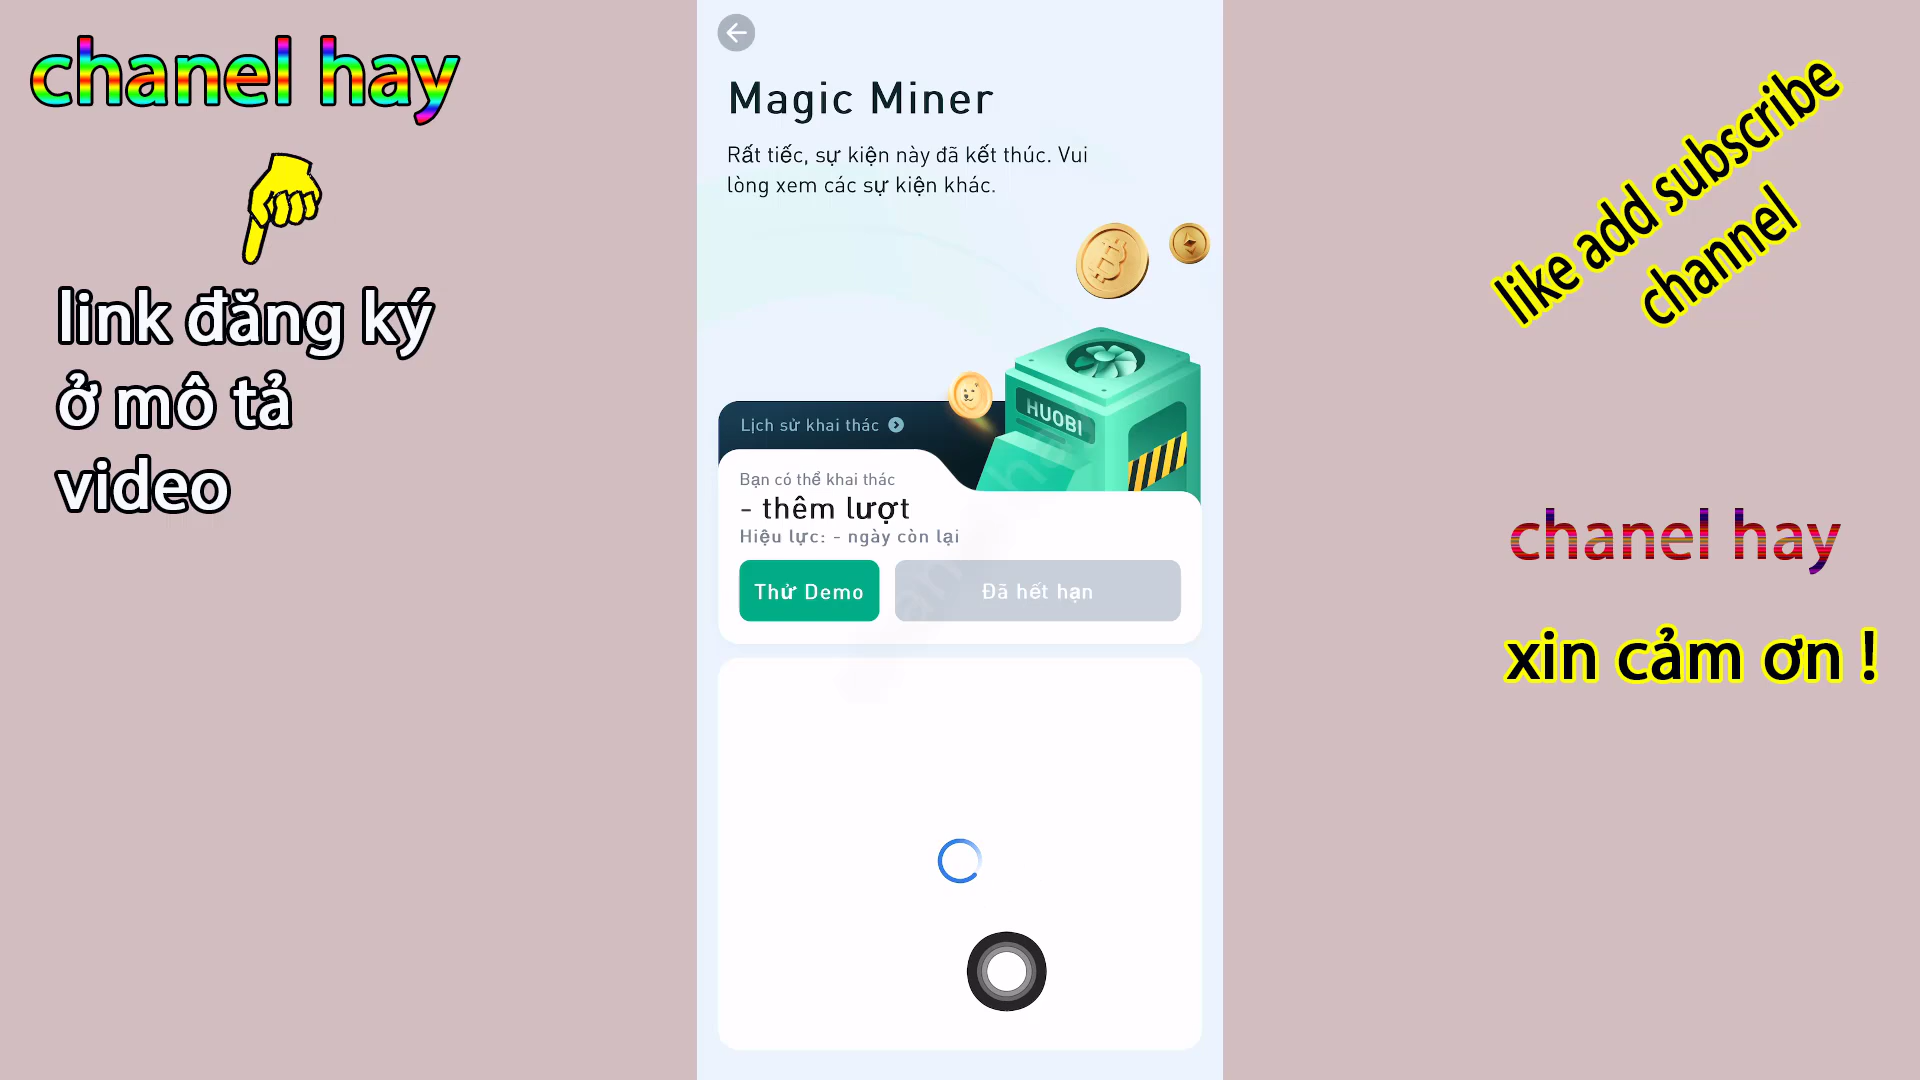 chanel hay
link đăng ký
ở mô tả
video
Magic Miner
Rất tiếc, sự kiện này đã kết thúc. Vui
lòng xem các sự kiện khác.
HUOBI
Lịch sử khai thác
Bạn có thể khai thác
- thêm lượt
Hiệu lực: - ngày còn lại
Thử Demo
Đã hết hạn
like add subscribe
channel
chanel hay
xin cảm ơn !